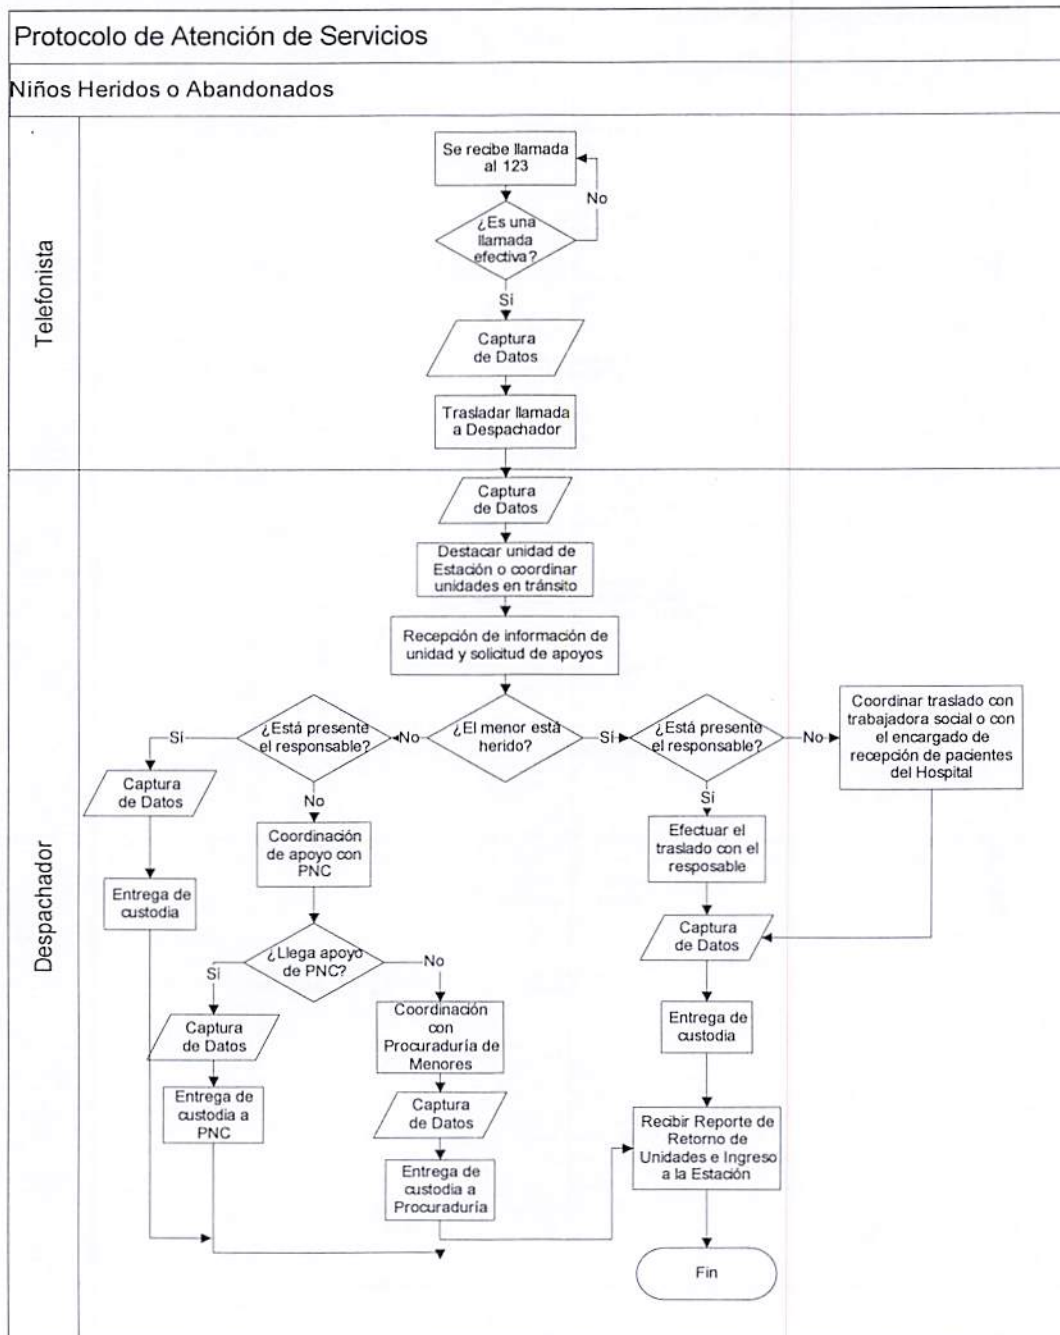 Protocolo de Atención de Servicios
Niños Heridos o Abandonados
Telefonista
Se recibe llamada
al 123
No
¿Es una
llamada
efectiva?
Sí
Captura
de Datos
Trasladar llamada
a Despachador
Despachador
Captura
de Datos
Destacar unidad de
Estación o coordinar
unidades en tránsito
Recepción de información de
unidad y solicitud de apoyos
¿El menor está
herido?
No
¿Está presente
el responsable?
Sí
Captura
de Datos
Entrega de
custodia
No
Coordinación
de apoyo con
PNC
¿Llega apoyo
de PNC?
Sí
Captura
de Datos
Entrega de
custodia a
PNC
No
Coordinación
con
Procuraduría de
Menores
Captura
de Datos
Entrega de
custodia a
Procuraduría
Sí
¿Está presente
el responsable?
No
Coordinar traslado con
trabajadora social o con
el encargado de
recepción de pacientes
del Hospital
Sí
Efectuar el
traslado con el
resposable
Captura
de Datos
Entrega de
custodia
Recibir Reporte de
Retorno de
Unidades e Ingreso
a la Estación
Fin